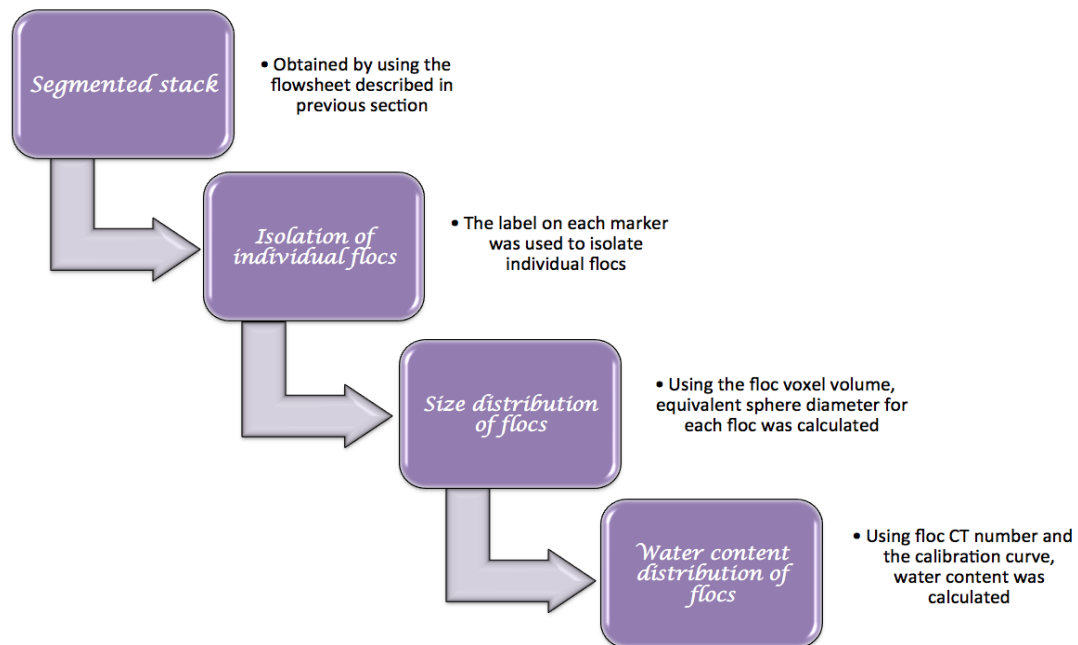 Segmented stack
• Obtained by using the
flowsheet described in
previous section
Isolation of
individual flocs
• The label on each marker
was used to isolate
individual flocs
Size distribution
of flocs
• Using the floc voxel volume,
equivalent sphere diameter for
each floc was calculated
Water content
distribution of
flocs
• Using floc CT number and
the calibration curve,
water content was
calculated